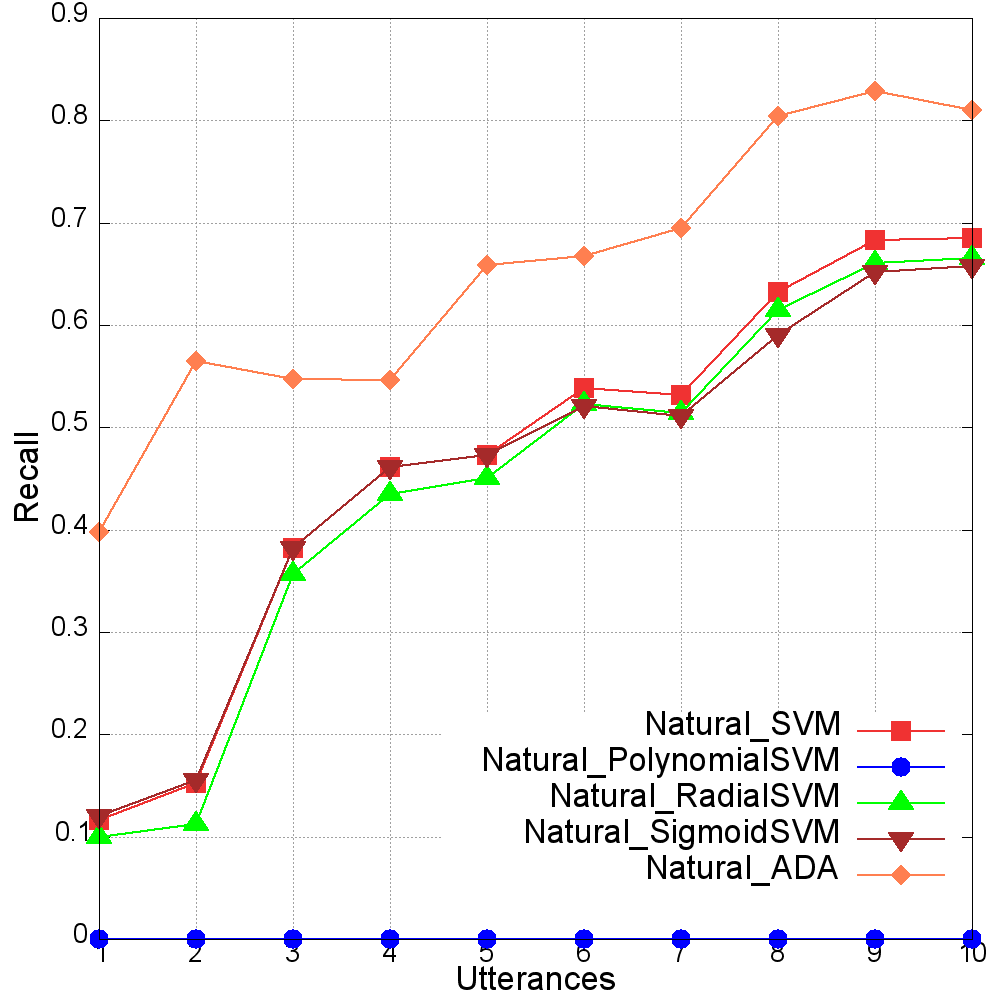 0.9
0.8
0.7
0.6
0.5
0.4
0.3
0.2
0.1
0
Recall
Natural_SVM
Natural_PolynomialSVM
Natural_RadialSVM
Natural_SigmoidSVM
Natural_ADA
1 2 3 4 5 6 7 8 9 10
Utterances